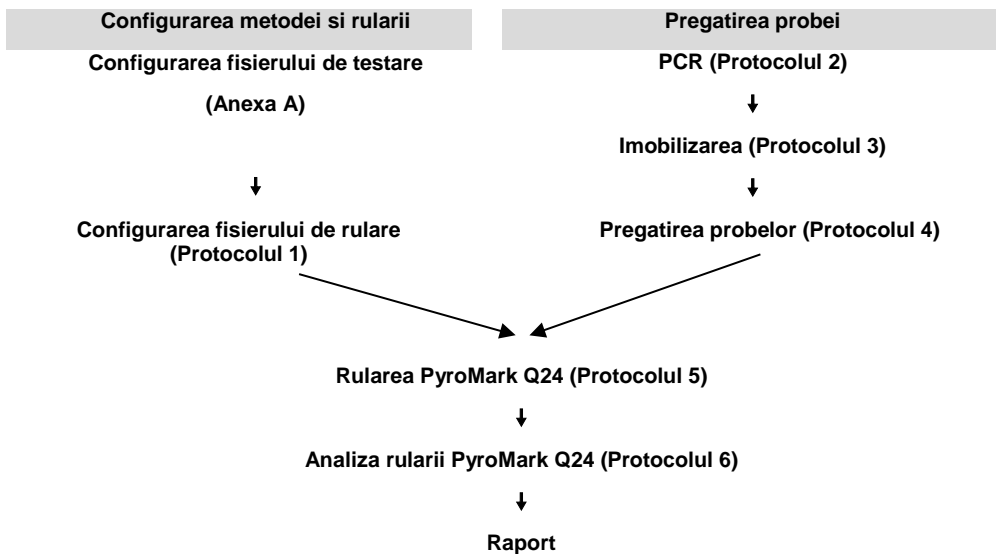 Configurarea metodei si rularii
Configurarea fisierului de testare
(Anexa A)
Configurarea fisierului de rulare
(Protocolul 1)
Pregatirea probei
PCR (Protocolul 2)
Imobilizarea (Protocolul 3)
Pregatirea probelor (Protocolul 4)
Rularea PyroMark Q24 (Protocolul 5)
Analiza rularii PyroMark Q24 (Protocolul 6)
Raport